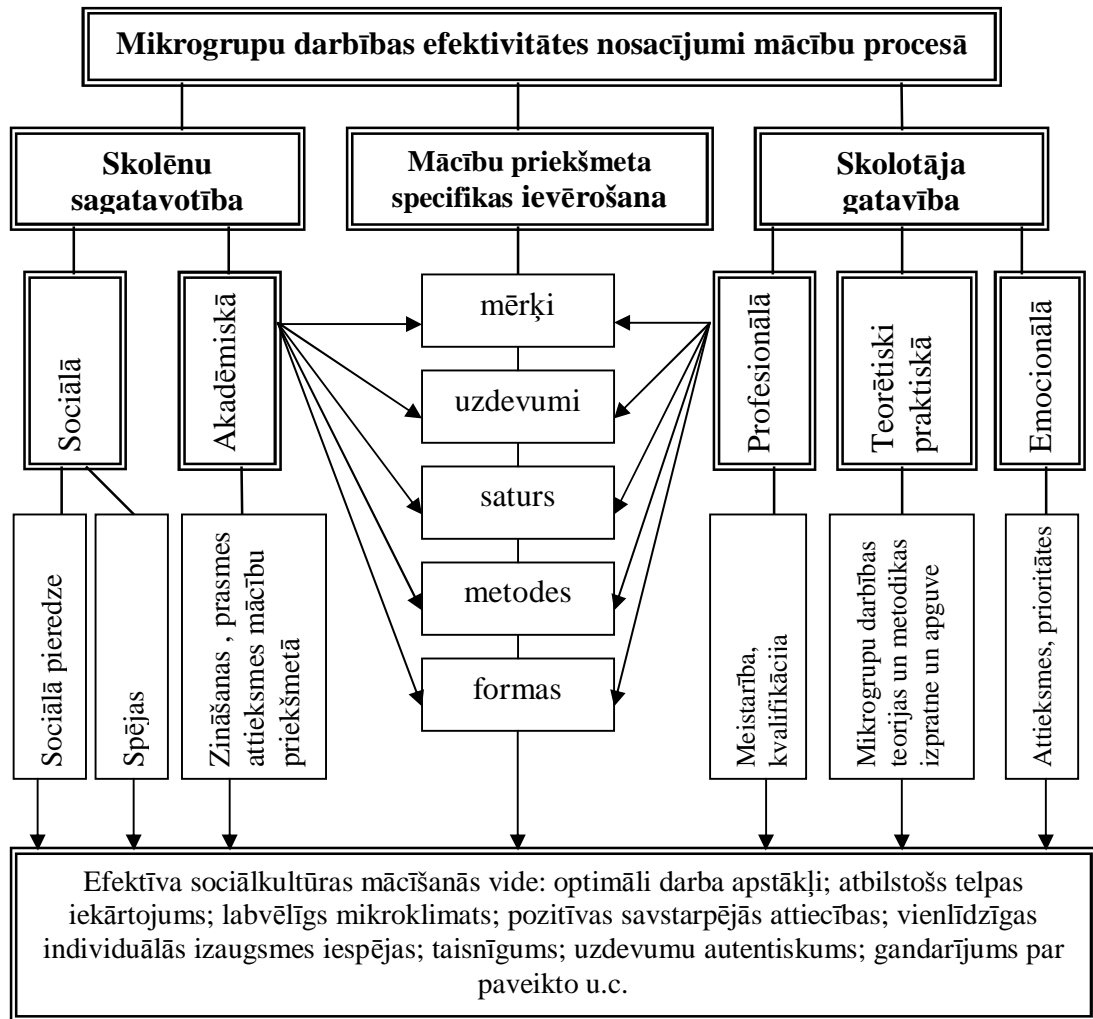 Mikrogrupu darbības efektivitātes nosacījumi mācību procesā
Skolēnu
sagatavotība
Mācību priekšmeta
specifikas ievērošana
Skolotāja
gatavība
Sociālā
Akadēmiskā
mērķi
uzdevumi
saturs
metodes
formas
Profesionālā
Teorētiski
praktiskā
Emocionālā
Sociālā pieredze
Spējas
Zināšanas , prasmes
attieksmes mācību
priekšmetā
Meistarība,
kvalifikācija
Mikrogrupu darbības
teorijas un metodikas
izpratne un apguve
Attieksmes, prioritātes
Efektīva sociālkultūras mācīšanās vide: optimāli darba apstākļi; atbilstošs telpas
iekārtojums; labvēlīgs mikroklimats; pozitīvas savstarpējās attiecības; vienlīdzīgas
individuālās izaugsmes iespējas; taisnīgums; uzdevumu autentiskums; gandarījums par
paveikto u.c.